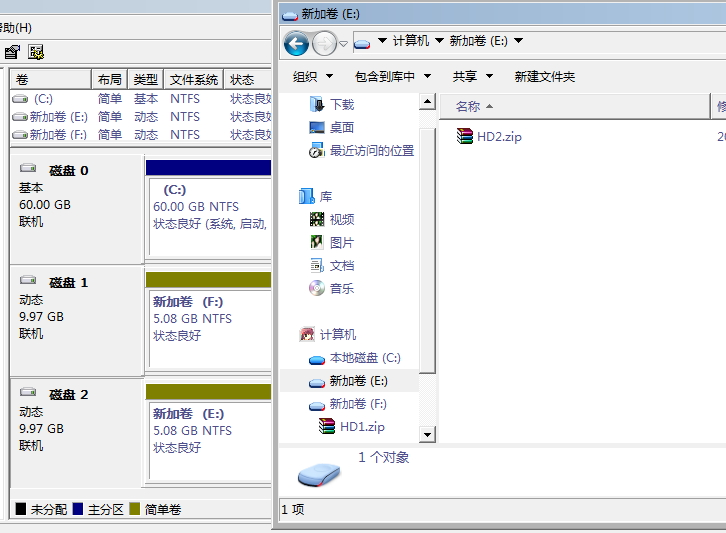 帮助(H)
卷 布局 类型 文件系统 状态
(C:) 简单 基本 NTFS 状态良好
新加卷 (E:) 简单 动态 NTFS 状态良好
新加卷 (F:) 简单 动态 NTFS 状态良好
磁盘 0
基本
60.00 GB
联机
(C:)
60.00 GB NTFS
状态良好 (系统, 启动,
磁盘 1
动态
9.97 GB
联机
新加卷 (F:)
5.08 GB NTFS
状态良好
磁盘 2
动态
9.97 GB
联机
新加卷 (E:)
5.08 GB NTFS
状态良好
未分配 主分区 简单卷
新加卷 (E:)
计算机 新加卷 (E:)
组织 包含到库中 共享 新建文件夹
下载
桌面
最近访问的位置
库
视频
图片
文档
音乐
计算机
本地磁盘 (C:)
新加卷 (E:)
新加卷 (F:)
HD1.zip
名称
HD2.zip
1 个对象
1 项